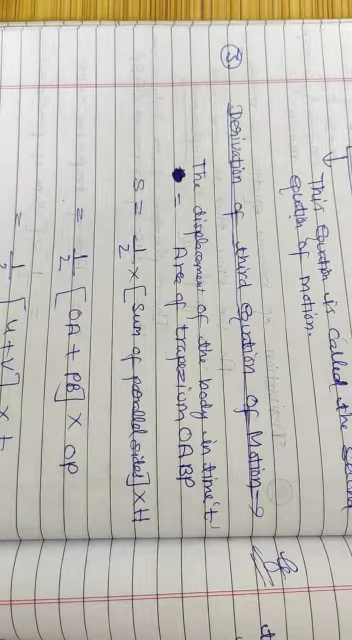 ↓ This Equation is called the second
equation of motion.
③ Derivation of third Equation Of Motion→
The displacement of the body in time 't'
= Area of trapezium OABP
S = 1/2 × [Sum of parallel sides] × H
= 1/2 [OA + PB] × OP
= 1/2 [u+v] × t